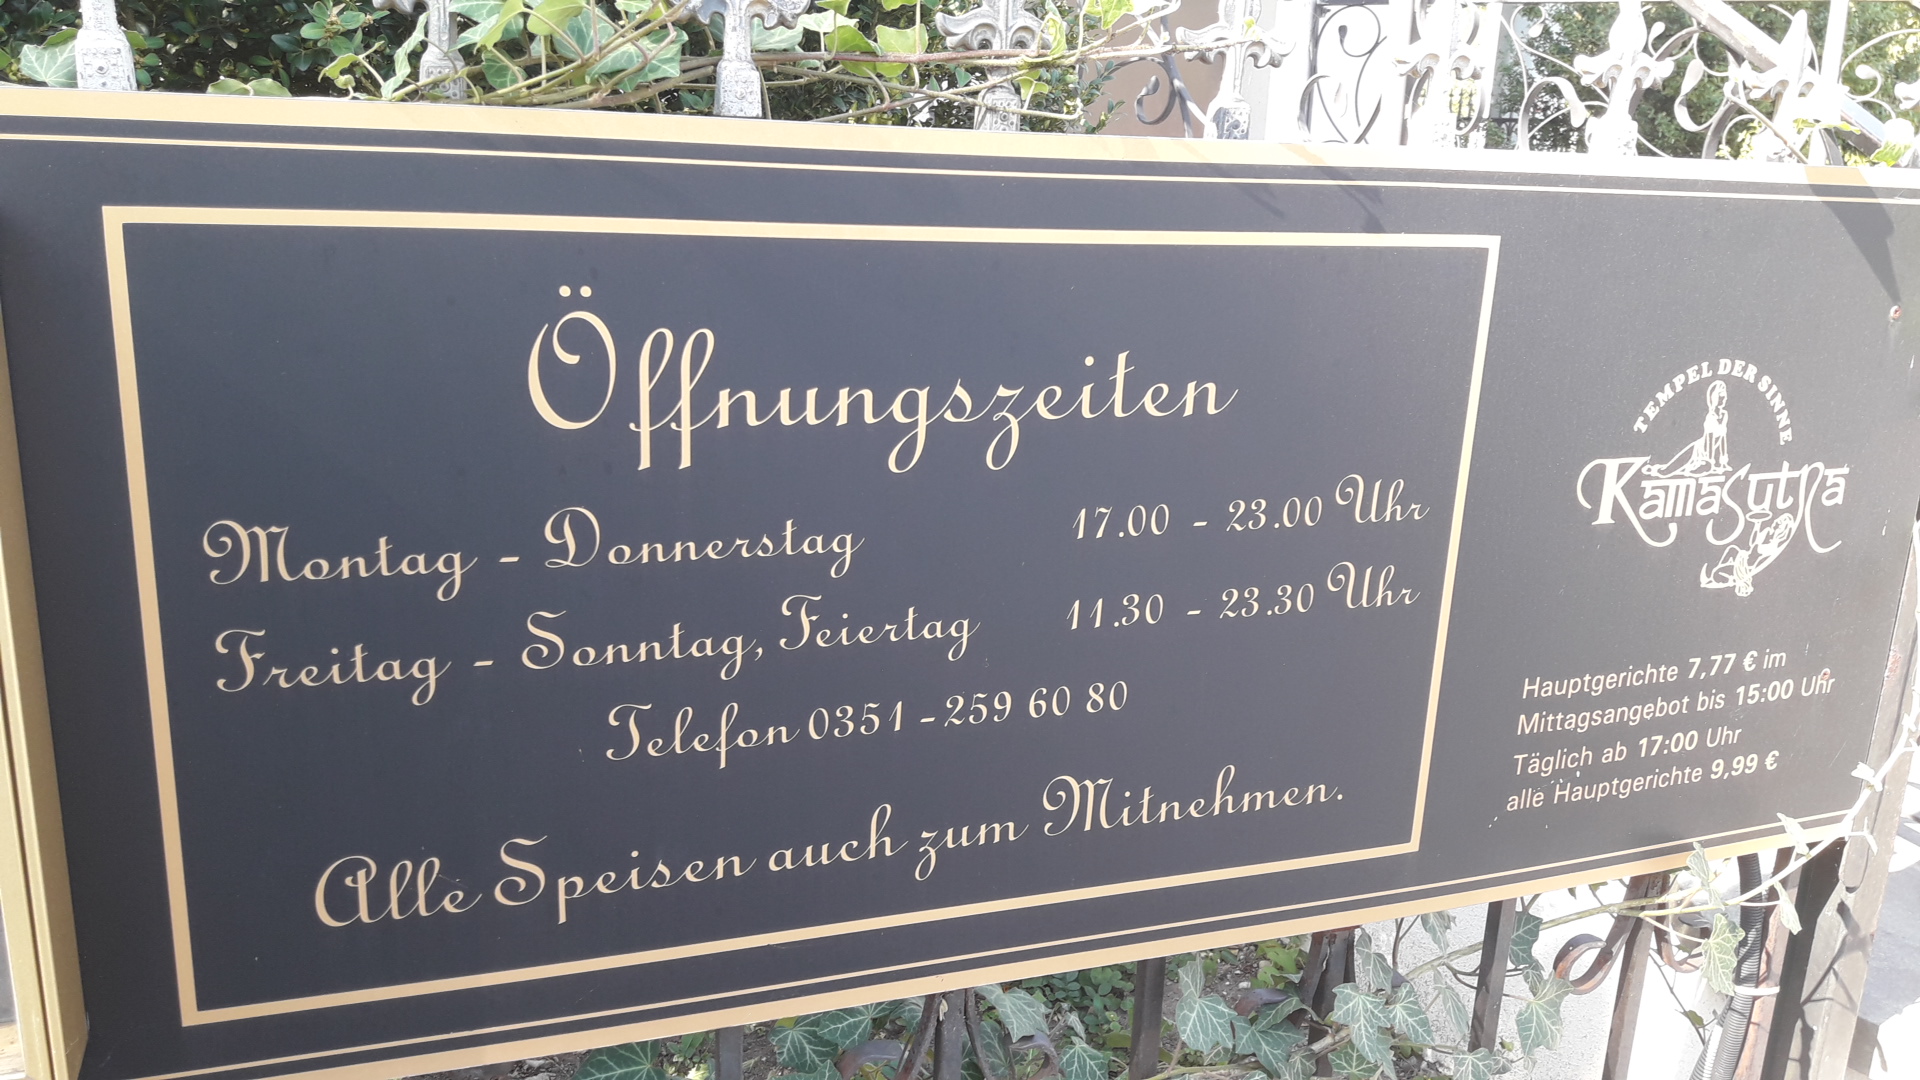 Öffnungszeiten
Montag - Donnerstag 17.00 - 23.00 Uhr
Freitag - Sonntag, Feiertag 11.30 - 23.30 Uhr
Telefon 0351 - 259 60 80
Alle Speisen auch zum Mitnehmen.
TEMPEL DER SINNE
KamaSutRa
Hauptgerichte 7,77 € im
Mittagsangebot bis 15:00 Uhr
Täglich ab 17:00 Uhr
alle Hauptgerichte 9,99 €